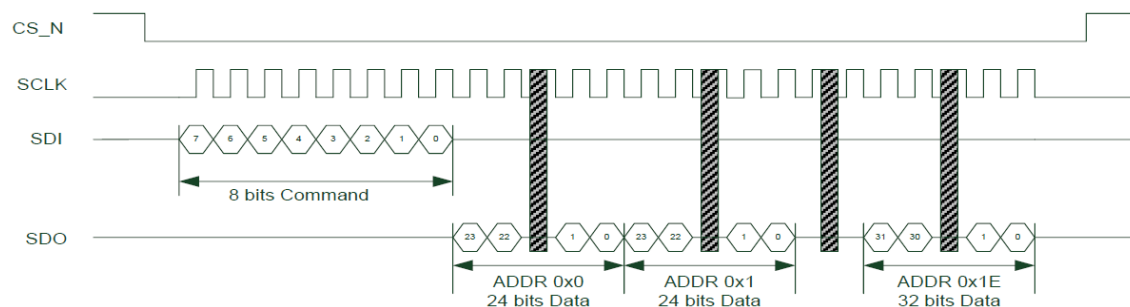 CS_N
SCLK
SDI
7 6 5 4 3 2 1 0
8 bits Command
SDO
23 22 1 0 23 22 1 0 31 30 1 0
ADDR 0x0 ADDR 0x1 ADDR 0x1E
24 bits Data 24 bits Data 32 bits Data